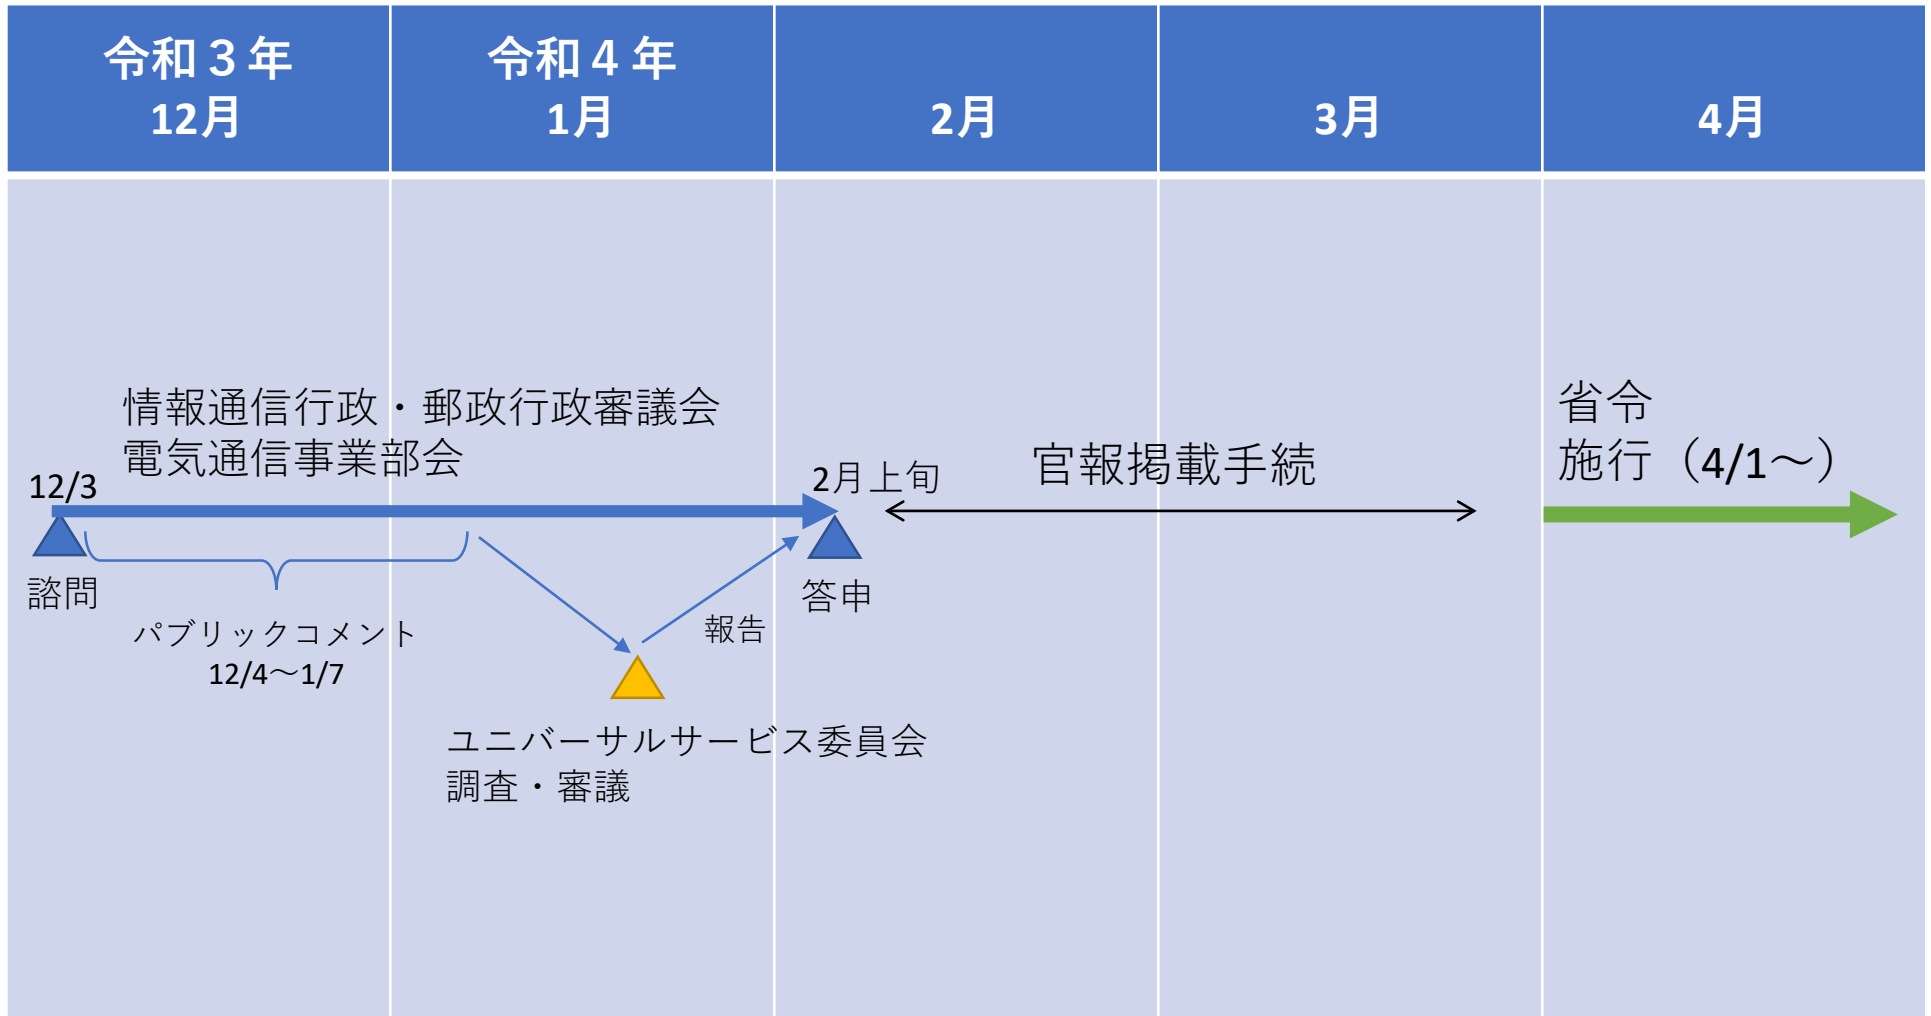 令和３年
12月
令和４年
1月
2月
3月
4月
情報通信行政・郵政行政審議会
電気通信事業部会
12/3
諮問
パブリックコメント
12/4～1/7
ユニバーサルサービス委員会
調査・審議
報告
2月上旬
答申
官報掲載手続
省令
施行（4/1～）